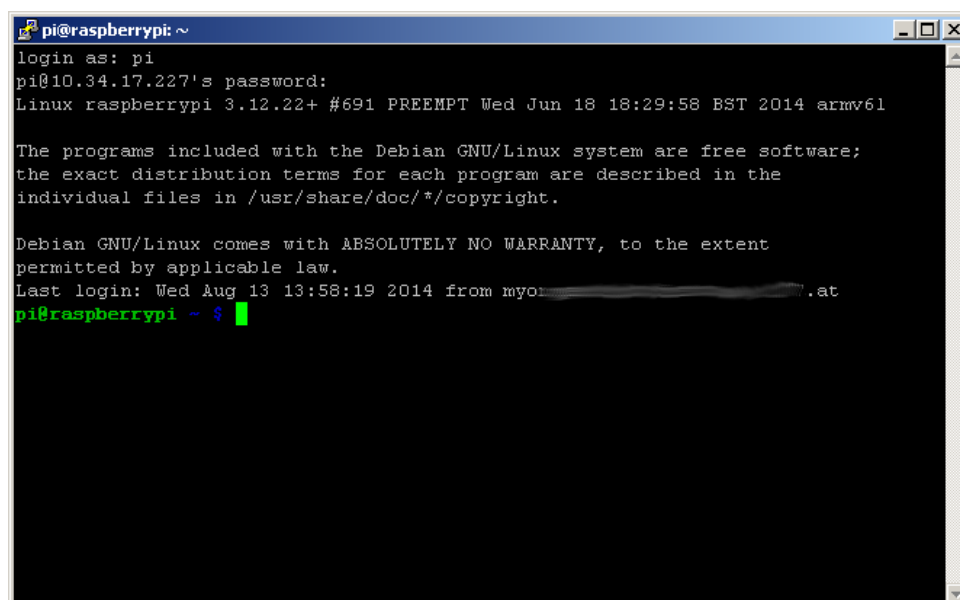 pi@raspberrypi: ~
login as: pi
pi@10.34.17.227's password:
Linux raspberrypi 3.12.22+ #691 PREEMPT Wed Jun 18 18:29:58 BST 2014 armv6l
The programs included with the Debian GNU/Linux system are free software;
the exact distribution terms for each program are described in the
individual files in /usr/share/doc/*/copyright.
Debian GNU/Linux comes with ABSOLUTELY NO WARRANTY, to the extent
permitted by applicable law.
Last login: Wed Aug 13 13:58:19 2014 from .at
pi@raspberrypi ~ $